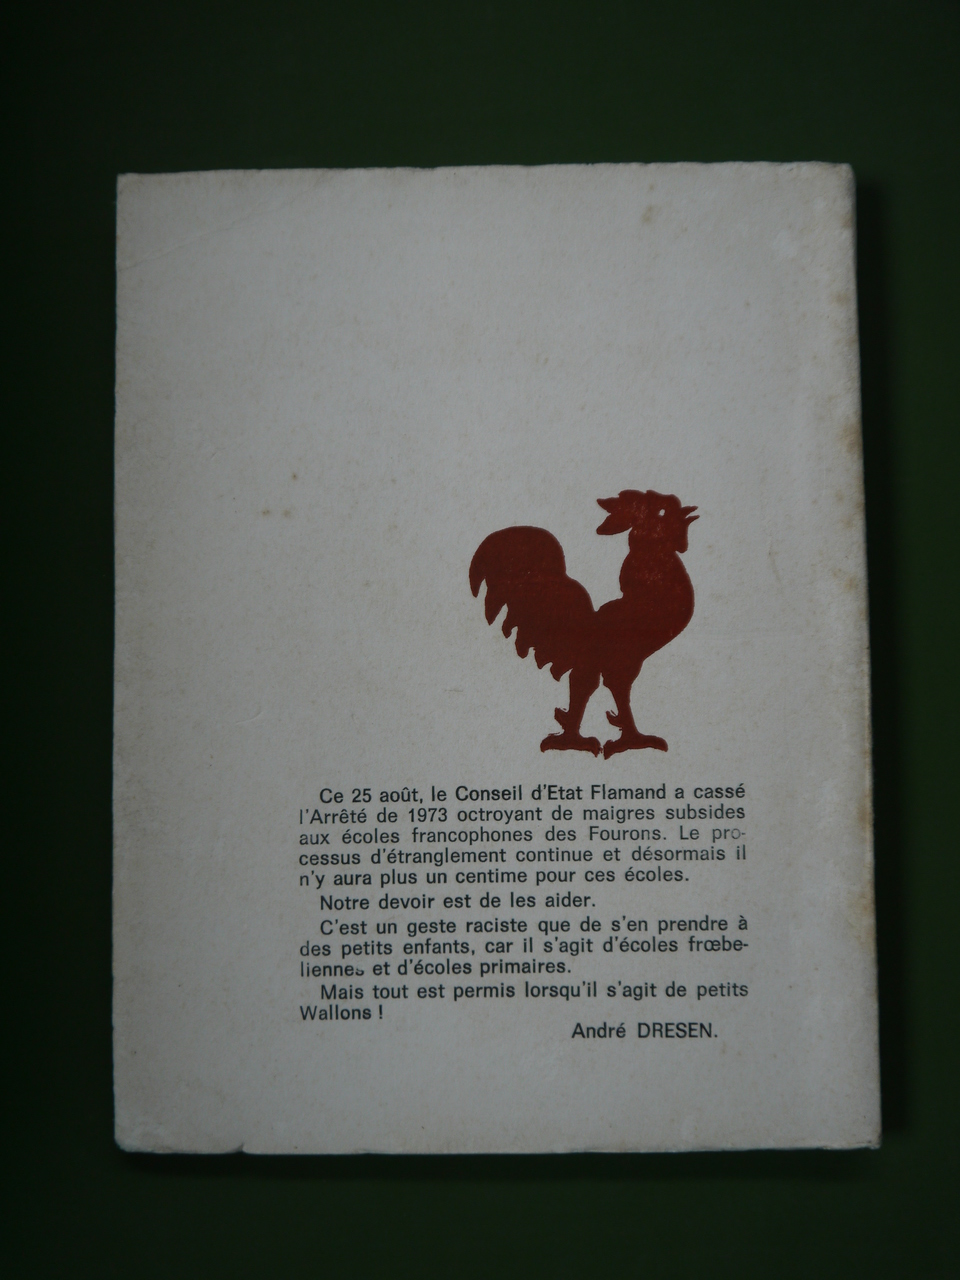 Ce 25 août, le Conseil d'Etat Flamand a cassé
l'Arrêté de 1973 octroyant de maigres subsides
aux écoles francophones des Fourons. Le pro-
cessus d'étranglement continue et désormais il
n'y aura plus un centime pour ces écoles.
Notre devoir est de les aider.
C'est un geste raciste que de s'en prendre à
des petits enfants, car il s'agit d'écoles frœbe-
liennes et d'écoles primaires.
Mais tout est permis lorsqu'il s'agit de petits
Wallons !
André DRESEN.